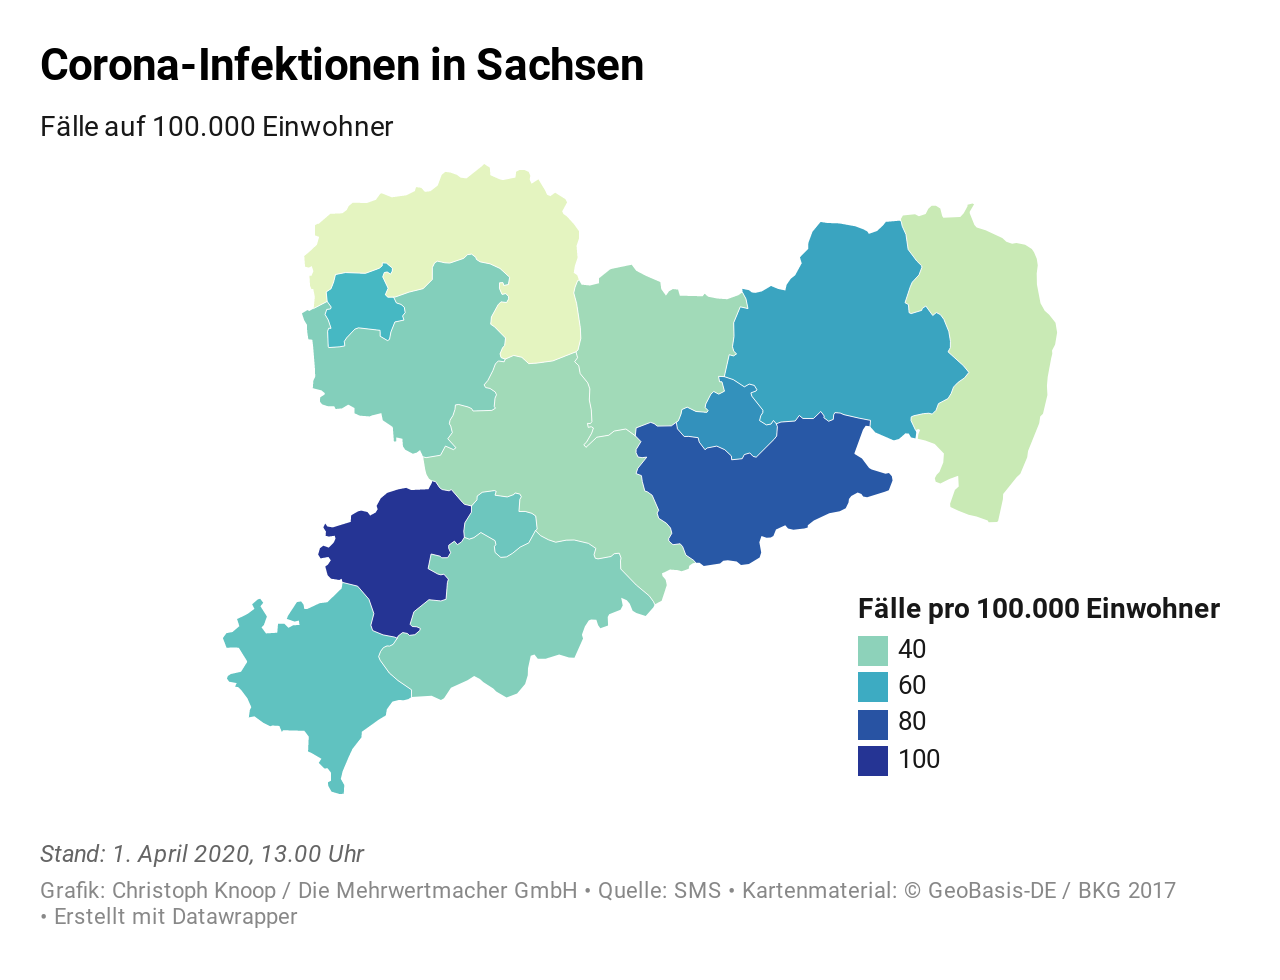 Corona-Infektionen in Sachsen
Fälle auf 100.000 Einwohner
Fälle pro 100.000 Einwohner
40
60
80
100
Stand: 1. April 2020, 13.00 Uhr
Grafik: Christoph Knoop / Die Mehrwertmacher GmbH • Quelle: SMS • Kartenmaterial: © GeoBasis-DE / BKG 2017
• Erstellt mit Datawrapper